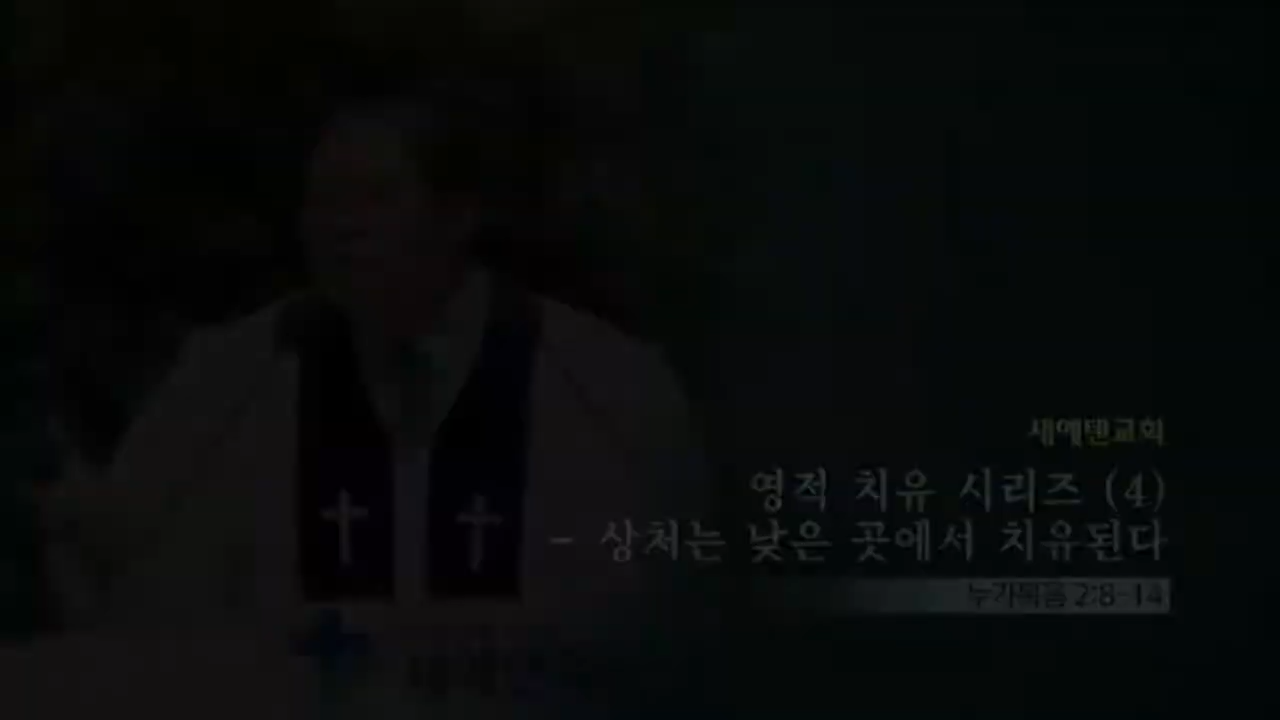 새에덴교회
영적 치유 시리즈 (4)
- 상처는 낮은 곳에서 치유된다
누가복음 2:8-14